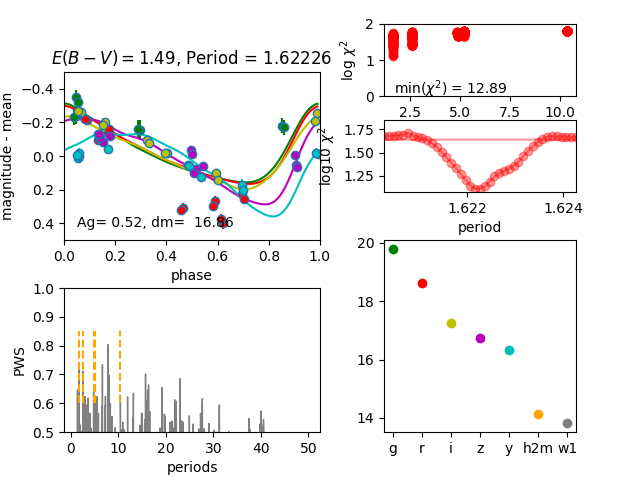 E(B − V) = 1.49, Period = 1.62226
magnitude - mean
−0.4
−0.2
0.0
0.2
0.4
Ag= 0.52, dm= 16.86
0.0 0.2 0.4 0.6 0.8 1.0
phase
log χ²
2
1
0
min(χ²) = 12.89
2.5 5.0 7.5 10.0
log10 χ²
1.75
1.50
1.25
1.622 1.624
period
PWS
1.0
0.9
0.8
0.7
0.6
0.5
0 10 20 30 40 50
periods
20
18
16
14
g r i z y h2m w1